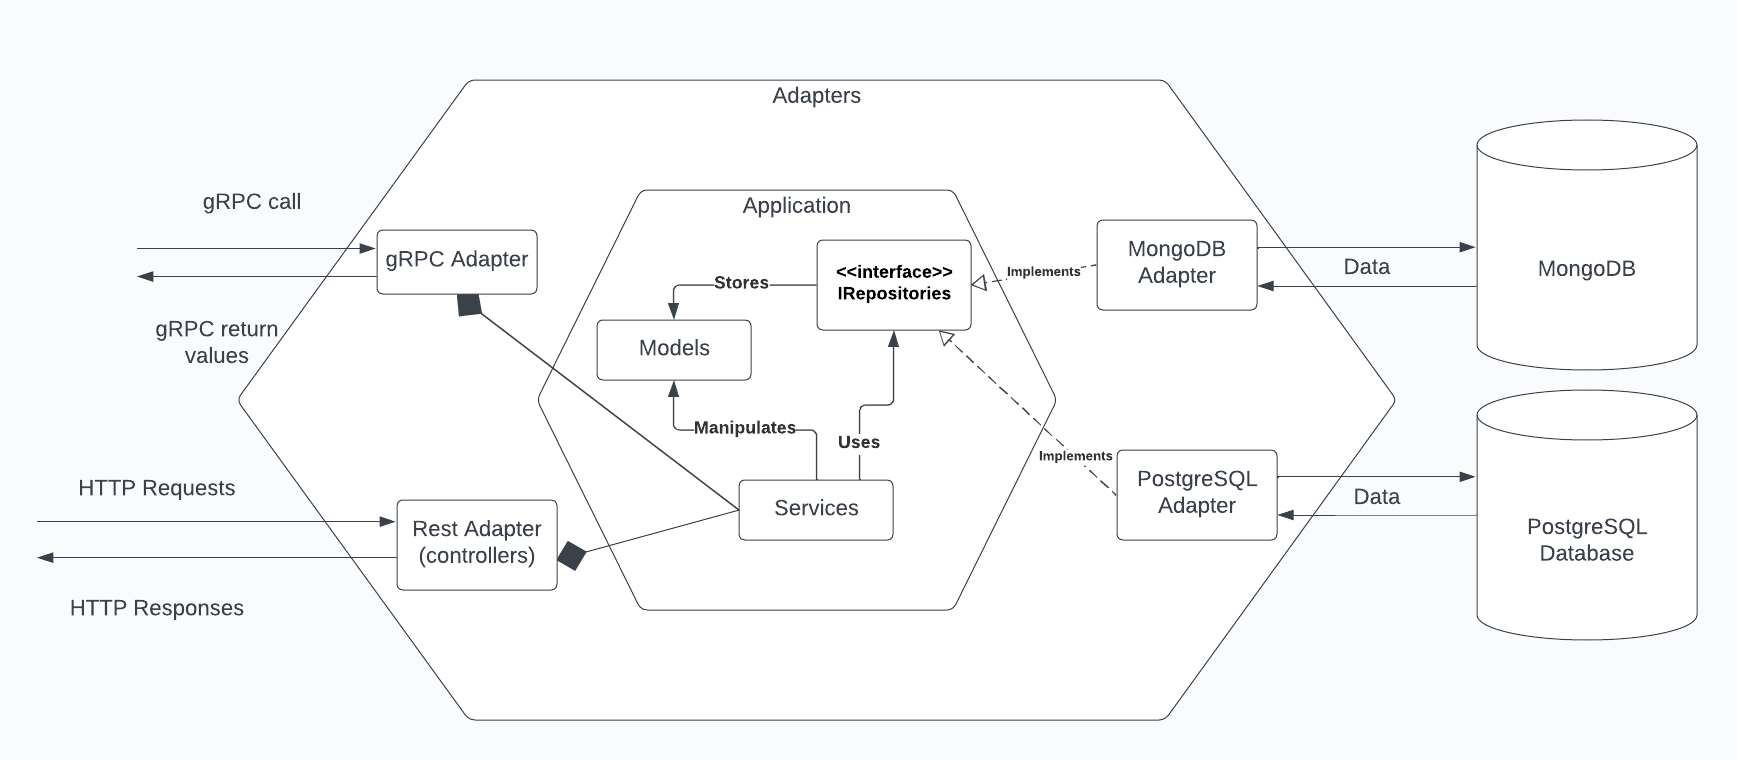 Adapters
gRPC call
gRPC Adapter
gRPC return
values
HTTP Requests
Rest Adapter
(controllers)
HTTP Responses
Application
<<interface>>
IRepositories
Stores
Models
Manipulates
Uses
Services
Implements
MongoDB
Adapter
Data
MongoDB
Implements
PostgreSQL
Adapter
Data
PostgreSQL
Database